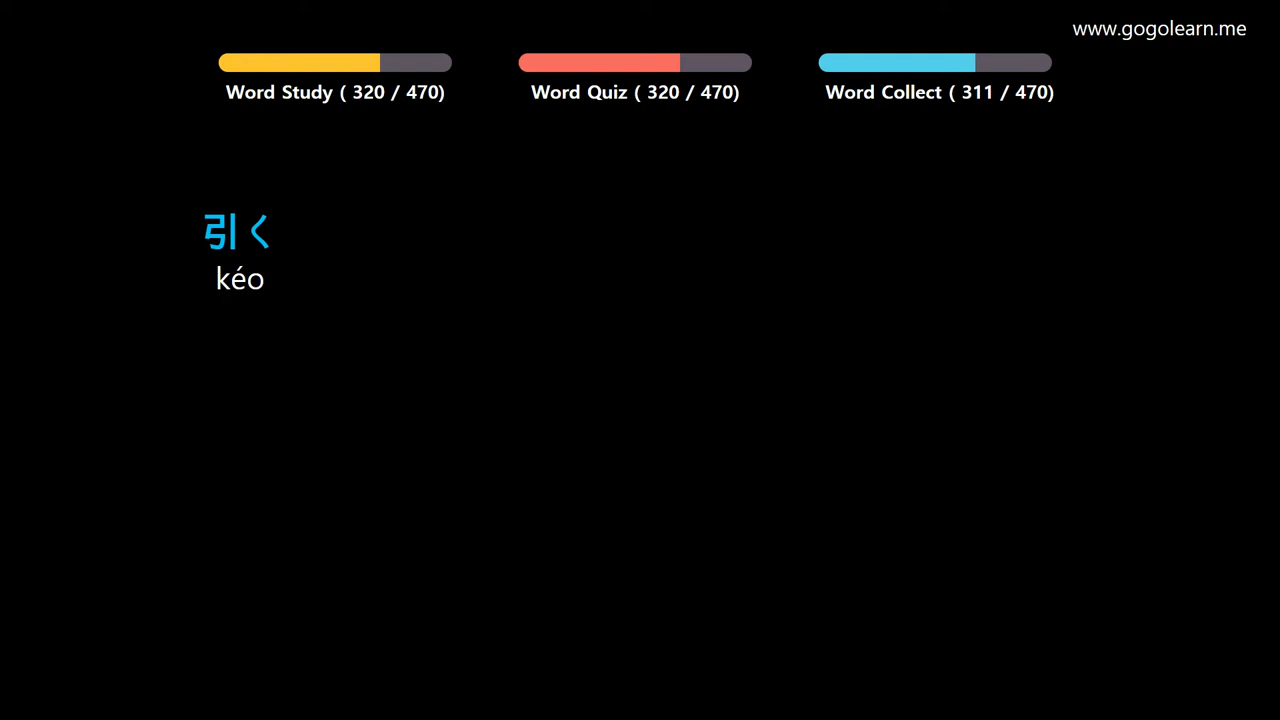 www.gogolearn.me
Word Study ( 320 / 470)
Word Quiz ( 320 / 470)
Word Collect ( 311 / 470)
引く
kéo